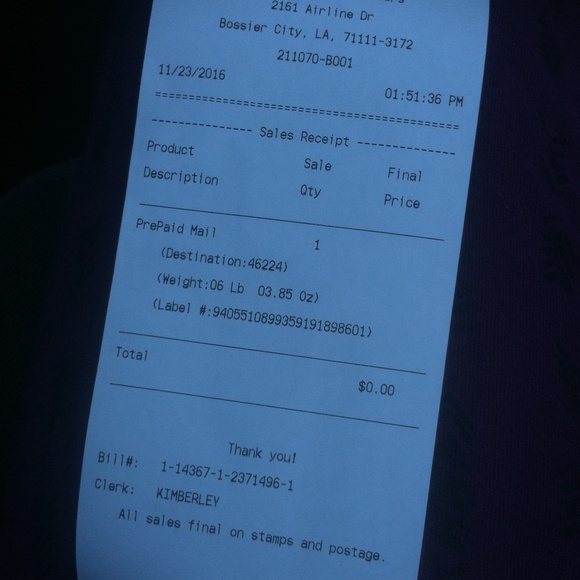 2161 Airline Dr
Bossier City, LA, 71111-3172
211070-B001
11/23/2016 01:51:36 PM
================================================
--------------- Sales Receipt ---------------
Product Sale Final
Description Qty Price
PrePaid Mail 1
(Destination:46224)
(Weight:06 Lb 03.85 Oz)
(Label #:9405510899359191898601)
Total $0.00
Thank you!
Bill#: 1-14367-1-2371496-1
Clerk: KIMBERLEY
All sales final on stamps and postage.